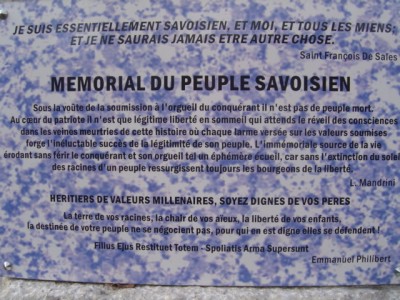 JE SUIS ESSENTIELLEMENT SAVOISIEN, ET MOI, ET TOUS LES MIENS;
ET JE NE SAURAIS JAMAIS ETRE AUTRE CHOSE.
Saint François De Sales
MEMORIAL DU PEUPLE SAVOISIEN
Sous la voûte de la soumission à l'orgueil du conquérant il n'est pas de peuple mort.
Au cœur du patriote il n'est que légitime liberté en sommeil qui attends le réveil des consciences
dans les veines meurtries de cette histoire où chaque larme versée sur les valeurs soumises
forge l'inéluctable succès de la légitimité de son peuple. L'immémoriale source de la vie
érodant sans férir le conquérant et son orgueil tel un éphémère écueil, car sans l'extinction du soleil
des racines d'un peuple ressurgissent toujours les bourgeons de la liberté.
L. Mandrini
HERITIERS DE VALEURS MILLENAIRES, SOYEZ DIGNES DE VOS PERES
La terre de vos racines, la chair de vos aïeux, la liberté de vos enfants,
la destinée de votre peuple ne se négocient pas, pour qui en est digne elles se défendent !
Filius Ejus Restituet Totem - Spoliatis Arma Supersunt
Emmanuel Philibert